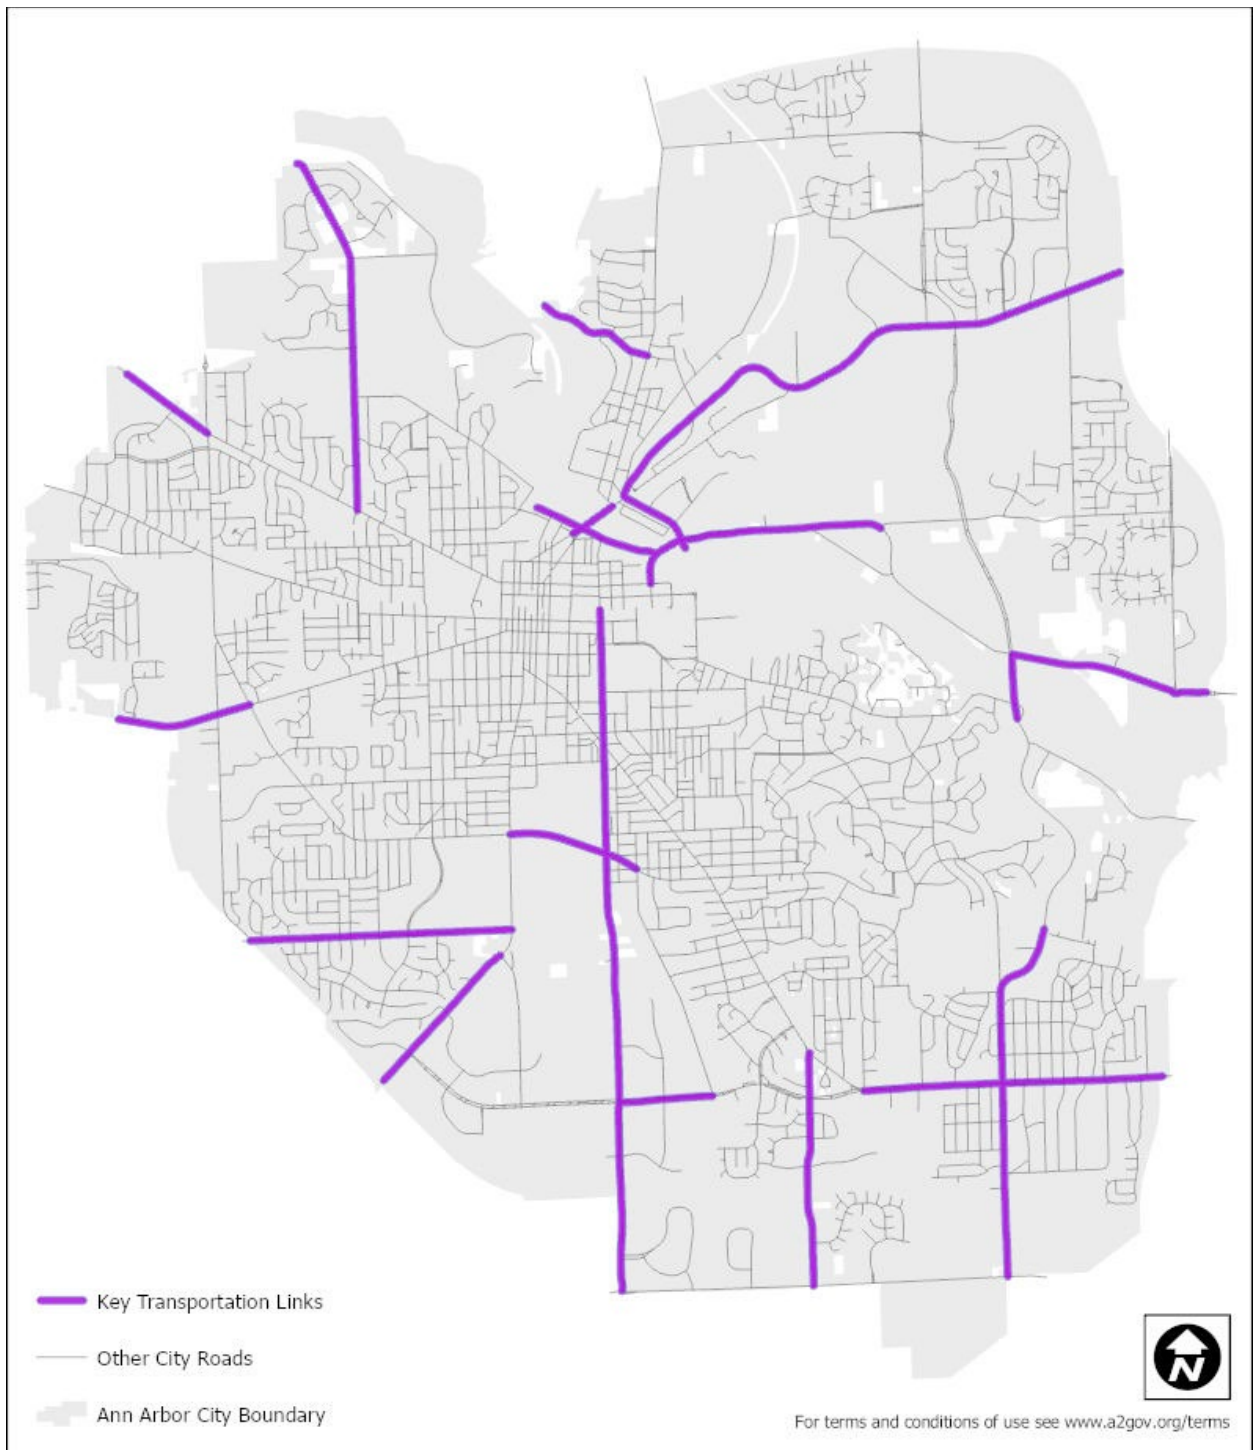 Key Transportation Links
Other City Roads
Ann Arbor City Boundary
N
For terms and conditions of use see www.a2gov.org/terms